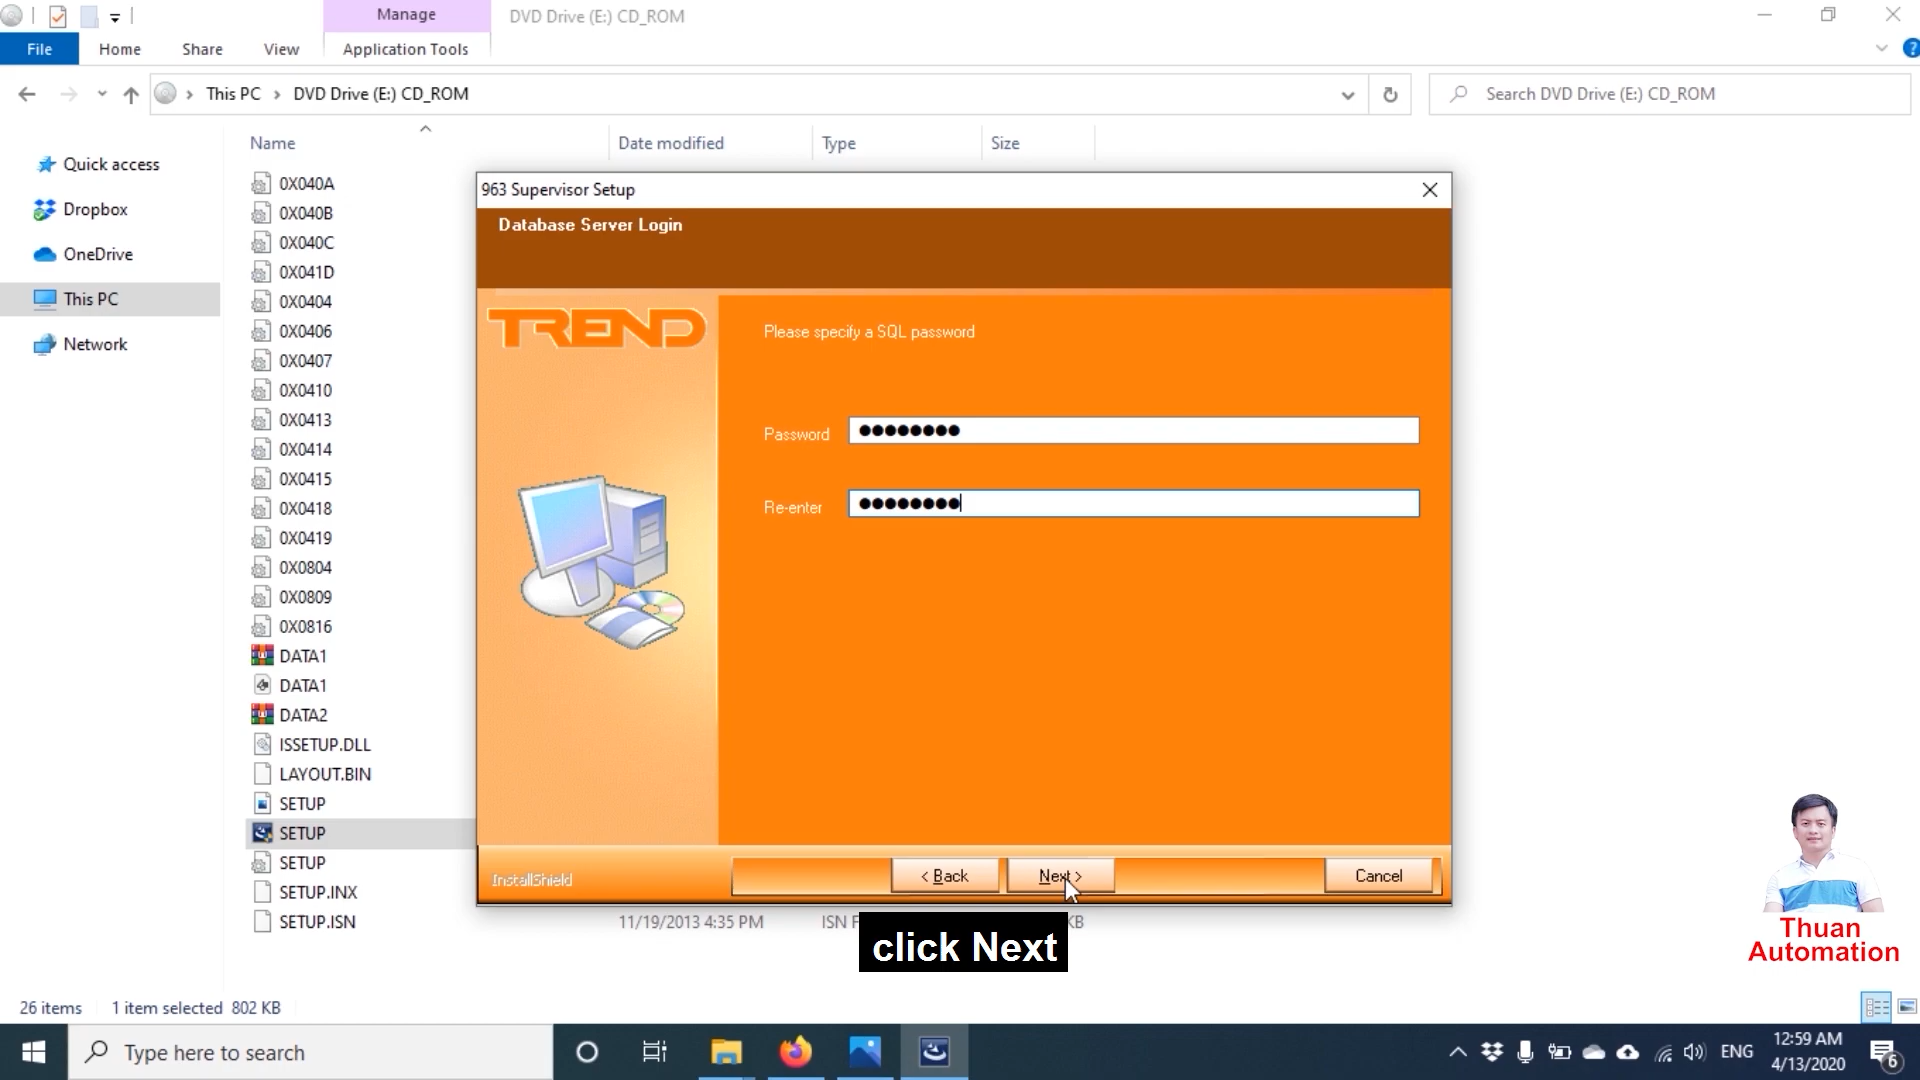 Manage
DVD Drive (E:) CD_ROM
File
Home
Share
View
Application Tools
This PC
DVD Drive (E:) CD_ROM
Search DVD Drive (E:) CD_ROM
Name
Date modified
Type
Size
Quick access
Dropbox
OneDrive
This PC
Network
0X040A
0X040B
0X040C
0X041D
0X0404
0X0406
0X0407
0X0410
0X0413
0X0414
0X0415
0X0418
0X0419
0X0804
0X0809
0X0816
DATA1
DATA1
DATA2
ISSETUP.DLL
LAYOUT.BIN
SETUP
SETUP
SETUP
SETUP.INX
SETUP.ISN
11/19/2013 4:35 PM
ISN
KB
963 Supervisor Setup
Database Server Login
TREND
Please specify a SQL password
Password
Re-enter
InstallShield
< Back
Next >
Cancel
click Next
Thuan
Automation
26 items
1 item selected 802 KB
Type here to search
ENG
12:59 AM
4/13/2020
6